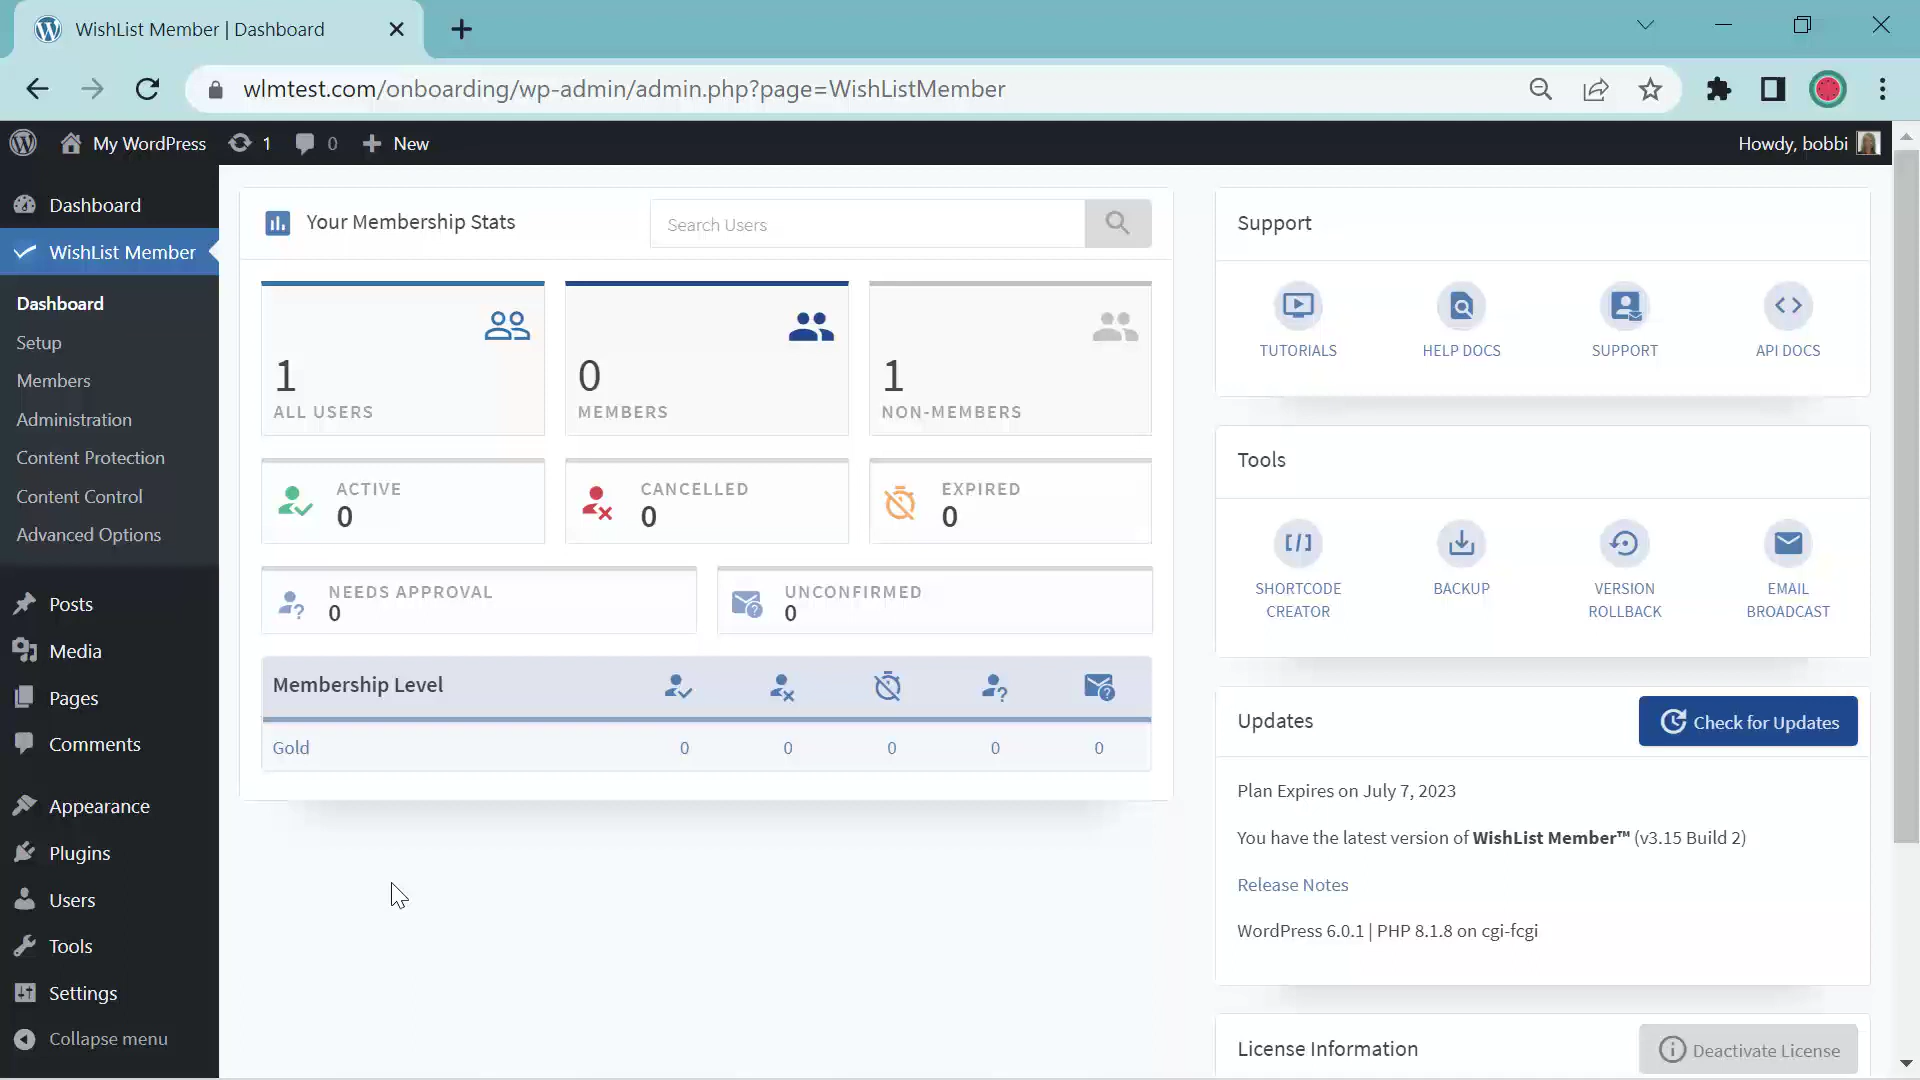 WishList Member | Dashboard
wlmtest.com/onboarding/wp-admin/admin.php?page=WishListMember
My WordPress
1
0
New
Howdy, bobbi
Dashboard
WishList Member
Dashboard
Setup
Members
Administration
Content Protection
Content Control
Advanced Options
Posts
Media
Pages
Comments
Appearance
Plugins
Users
Tools
Settings
Collapse menu
Your Membership Stats
Search Users
1
ALL USERS
0
MEMBERS
1
NON-MEMBERS
ACTIVE
0
CANCELLED
0
EXPIRED
0
NEEDS APPROVAL
0
UNCONFIRMED
0
Membership Level
Gold 0 0 0 0 0
Support
TUTORIALS
HELP DOCS
SUPPORT
API DOCS
Tools
SHORTCODE
CREATOR
BACKUP
VERSION
ROLLBACK
EMAIL
BROADCAST
Updates
Check for Updates
Plan Expires on July 7, 2023
You have the latest version of WishList Member™ (v3.15 Build 2)
Release Notes
WordPress 6.0.1 | PHP 8.1.8 on cgi-fcgi
License Information
Deactivate License